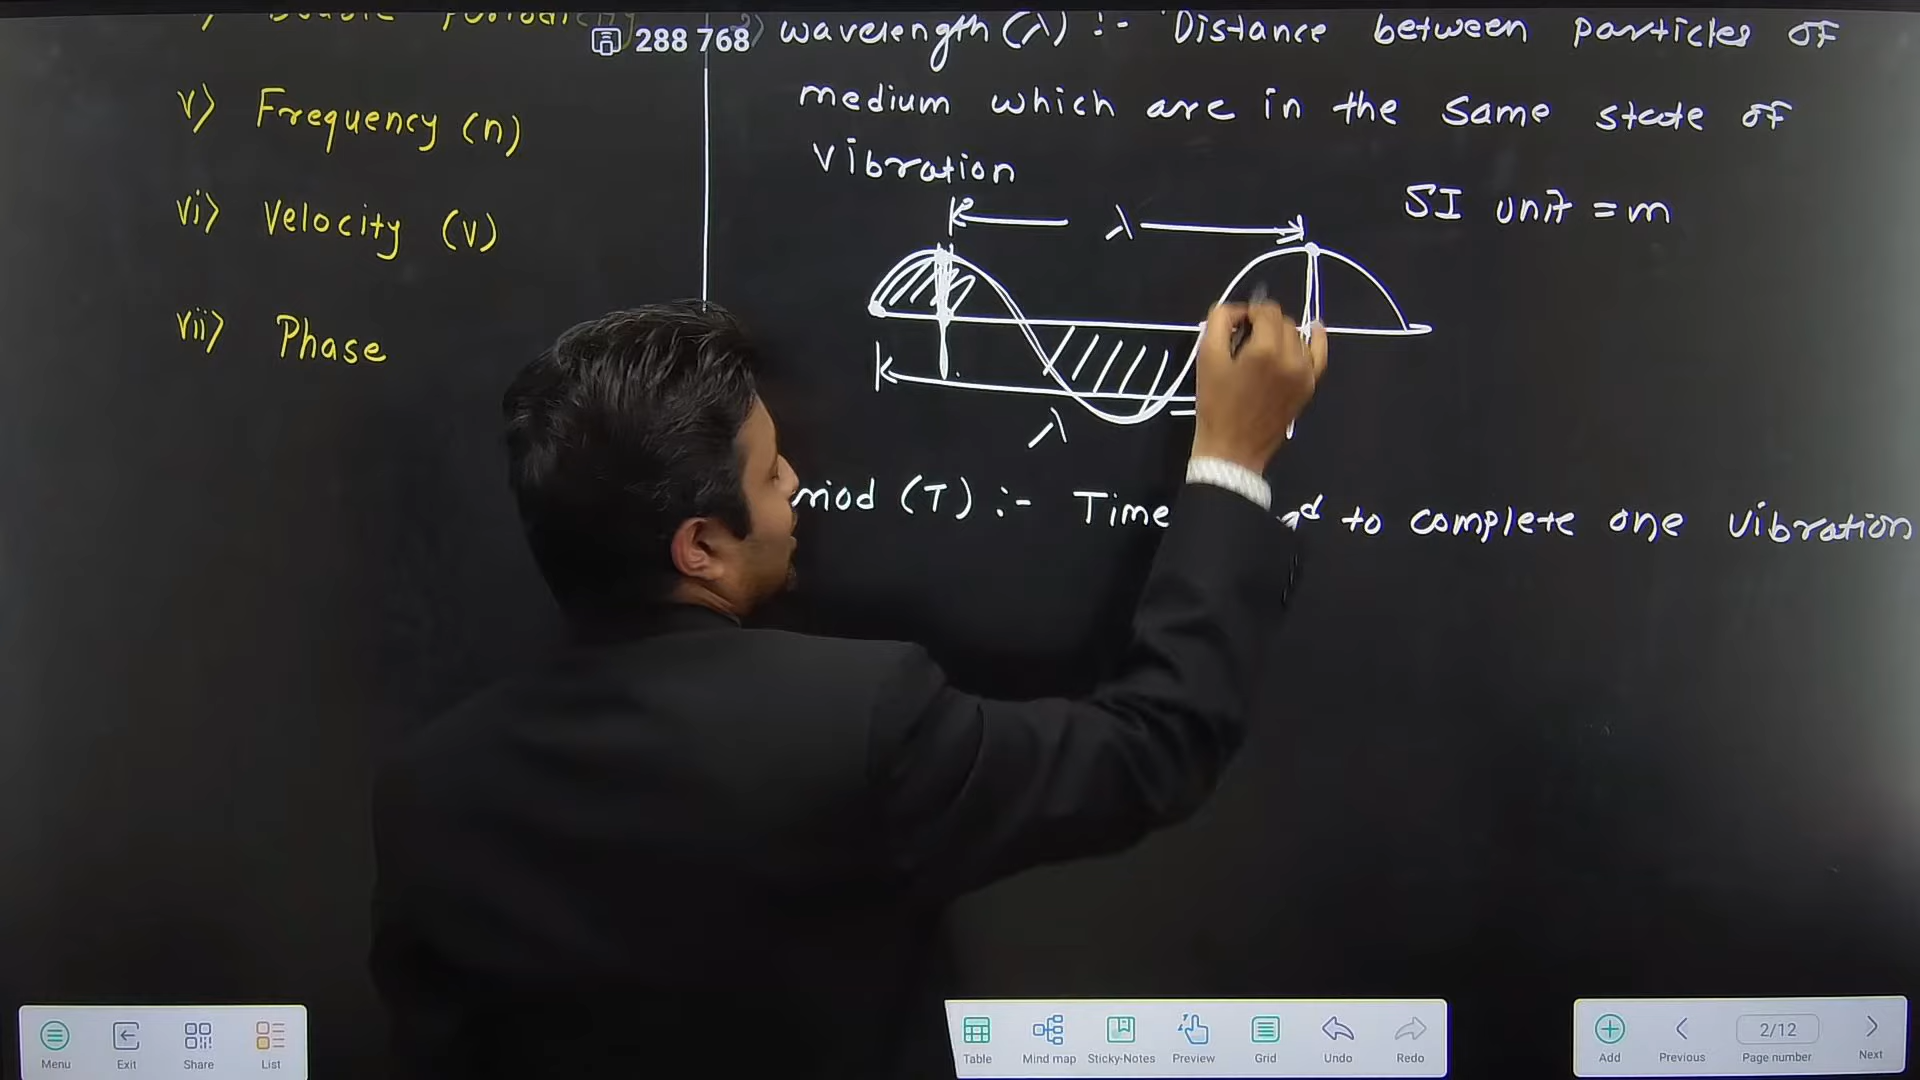 288 768
v) Frequency (n)
vi) Velocity (v)
vii) Phase
wavelength (λ) :- Distance between particles of
medium which are in the same state of
vibration
SI unit = m
λ
λ
(T) :- Time
to complete one vibration
Menu
Exit
Share
List
Table
Mind map
Sticky-Notes
Preview
Grid
Undo
Redo
Add
Previous
2/12
Page number
Next